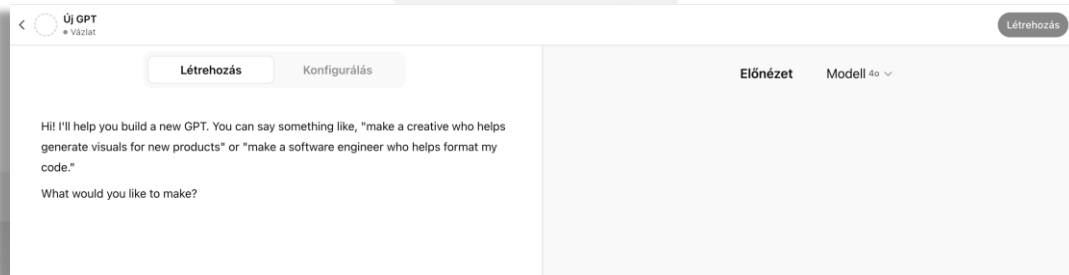 Új GPT
• Vázlat
Létrehozás
Létrehozás
Konfigurálás
Előnézet
Modell 4o
Hi! I'll help you build a new GPT. You can say something like, "make a creative who helps
generate visuals for new products" or "make a software engineer who helps format my
code."
What would you like to make?